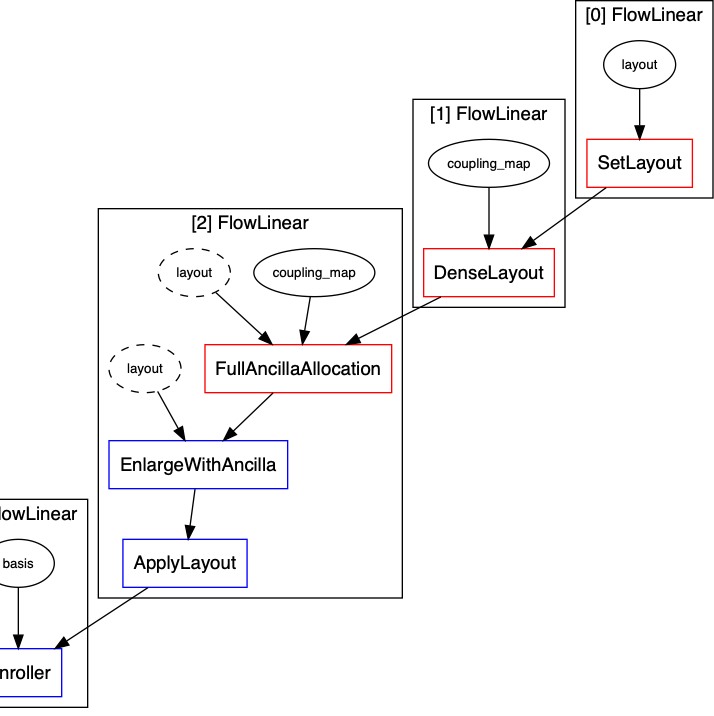 [0] FlowLinear
layout
SetLayout
[1] FlowLinear
coupling_map
DenseLayout
[2] FlowLinear
layout
coupling_map
FullAncillaAllocation
layout
EnlargeWithAncilla
ApplyLayout
lowLinear
basis
nroller